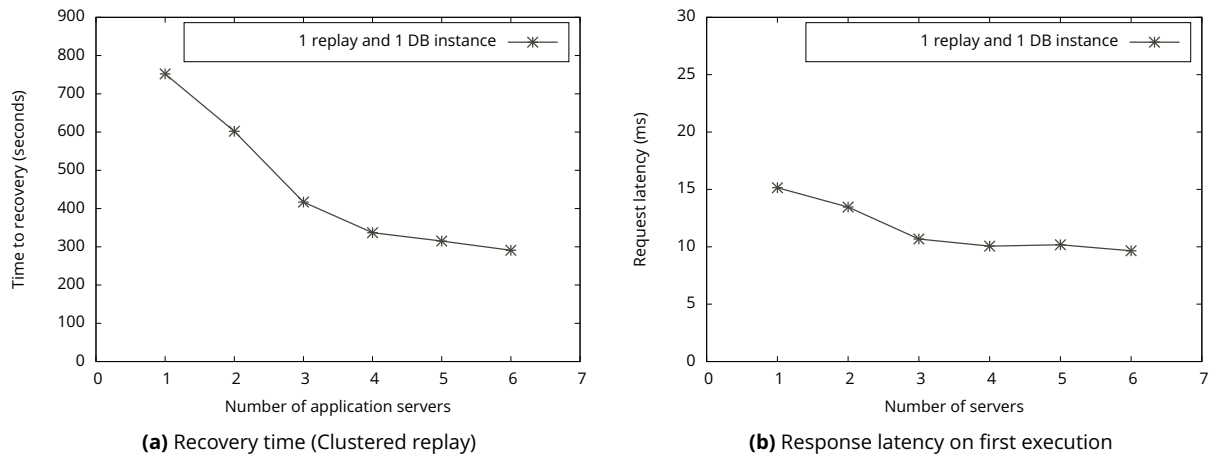 900
800
700
600
500
400
300
200
100
0
0 1 2 3 4 5 6 7
Time to recovery (seconds)
Number of application servers
1 replay and 1 DB instance
(a) Recovery time (Clustered replay)
30
25
20
15
10
5
0
0 1 2 3 4 5 6 7
Request latency (ms)
Number of servers
1 replay and 1 DB instance
(b) Response latency on first execution